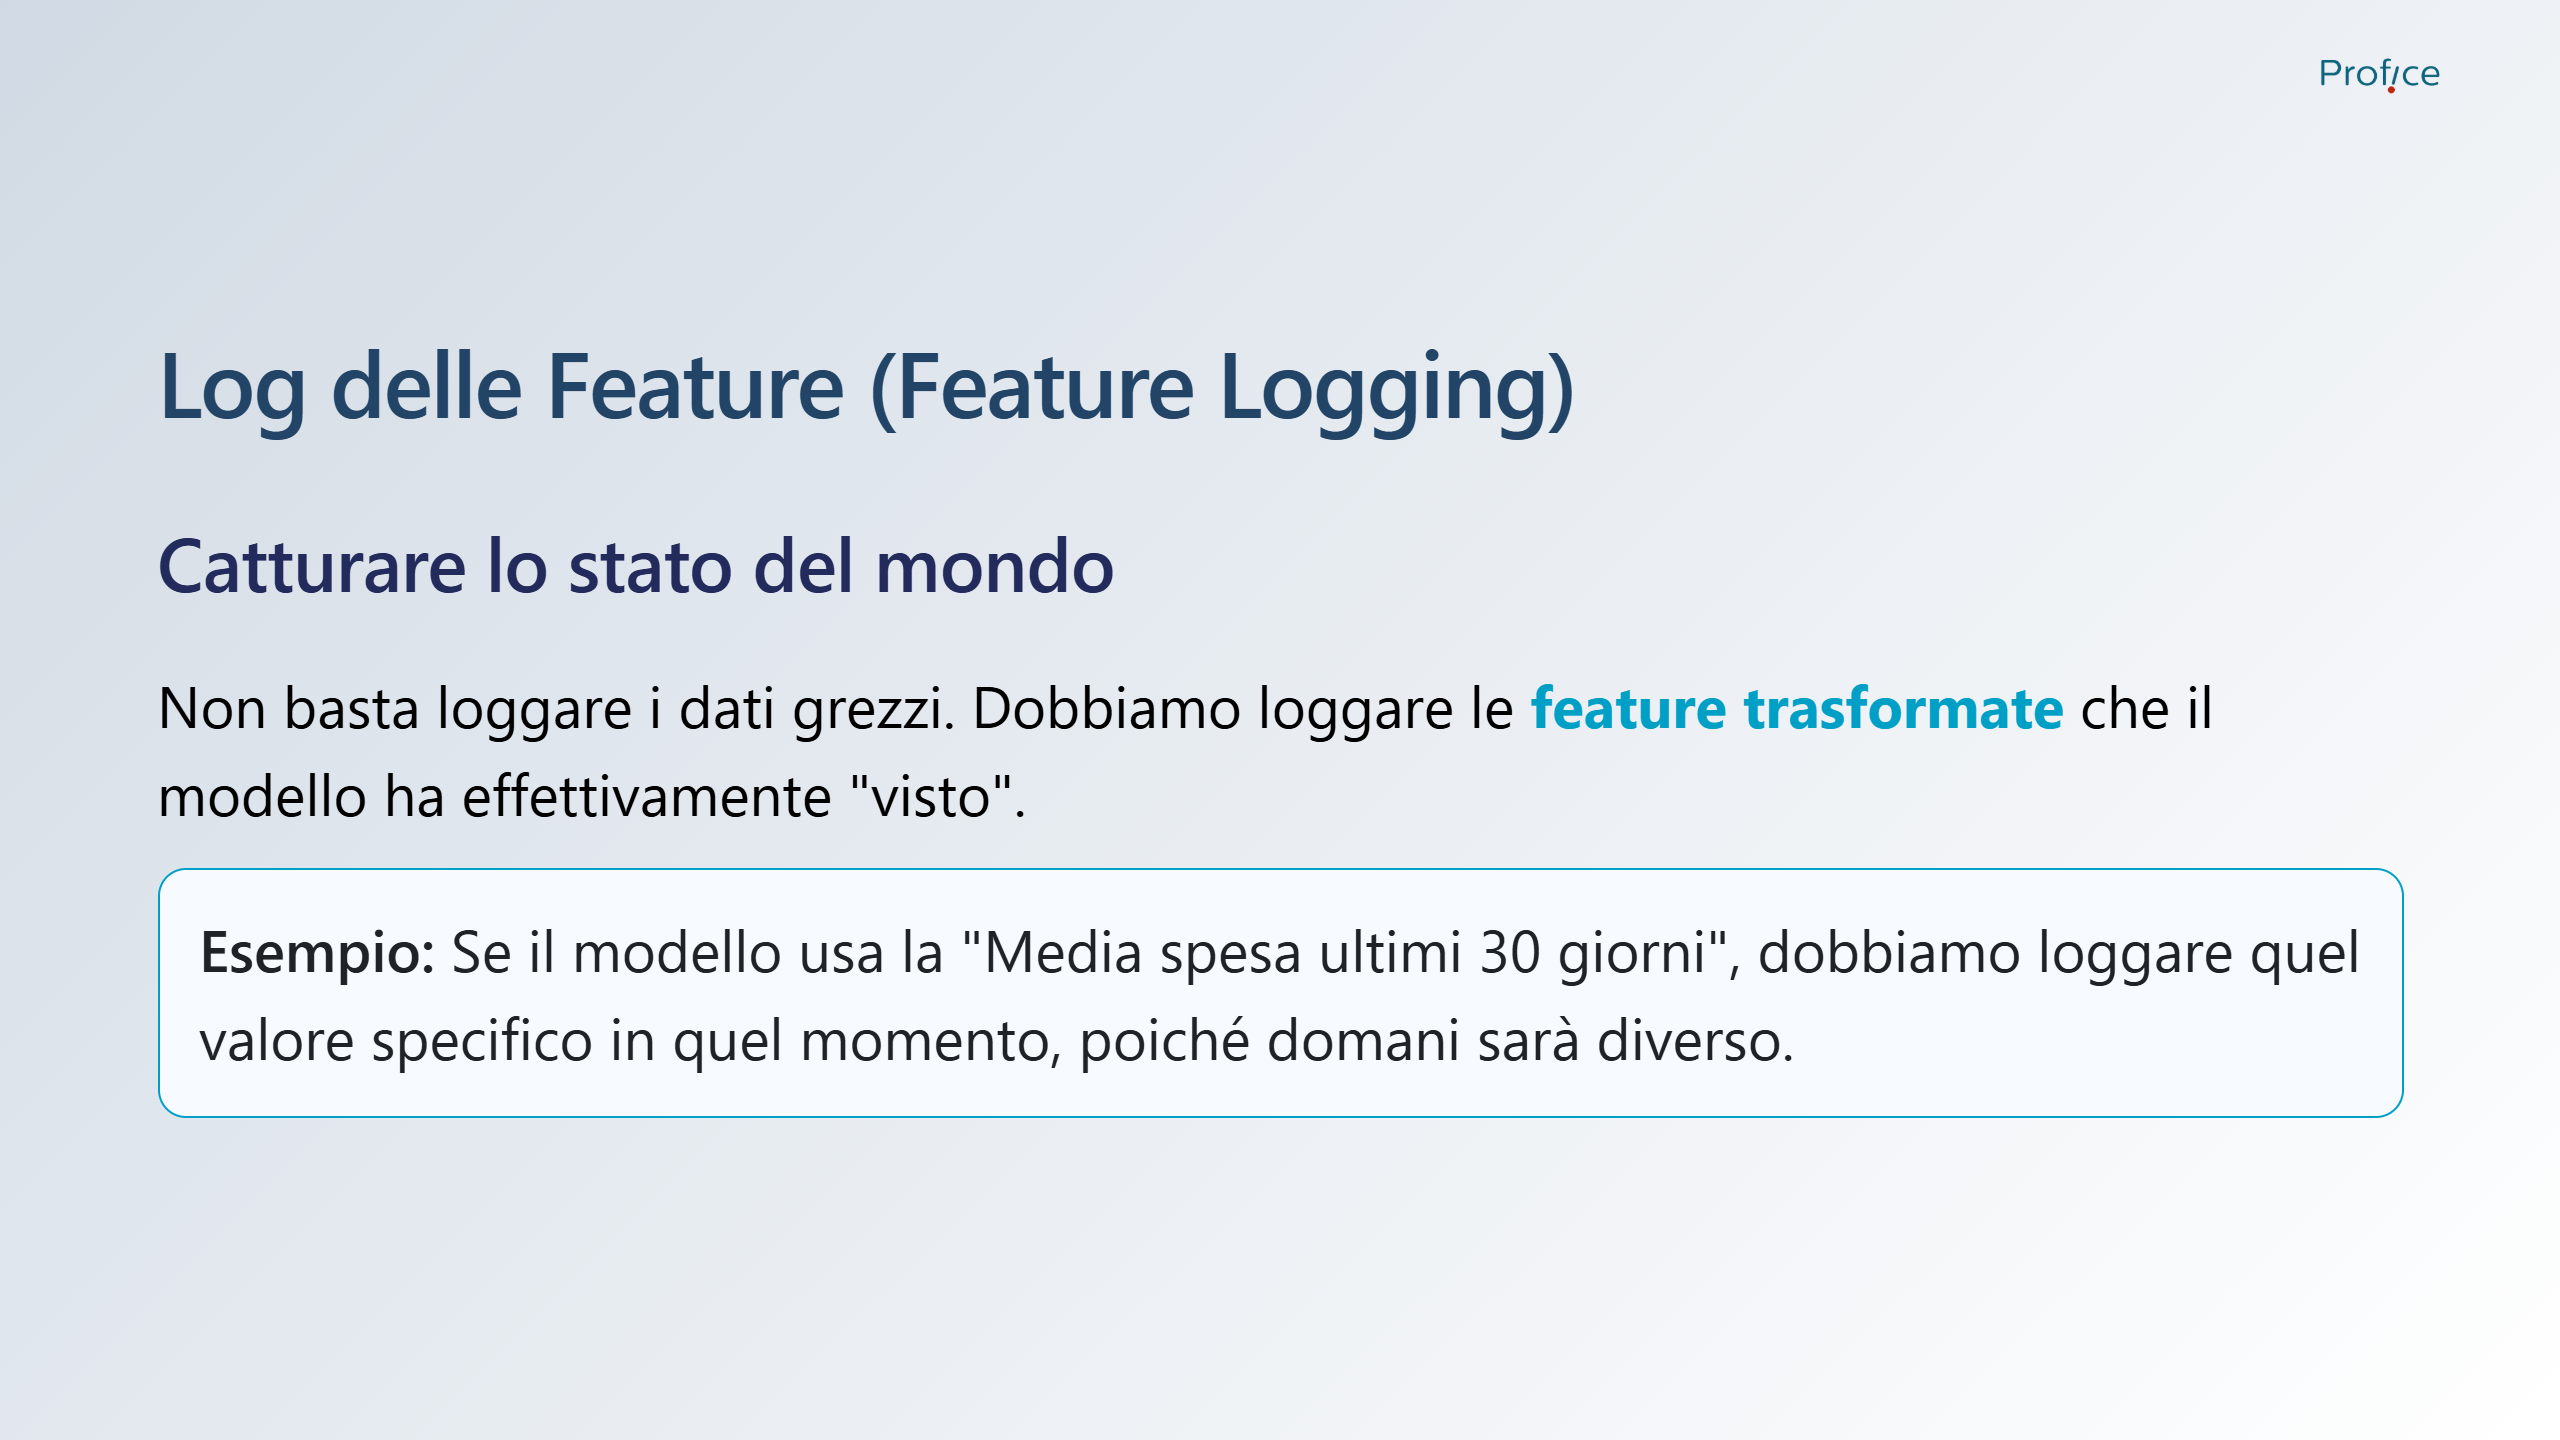 Profice
Log delle Feature (Feature Logging)
Catturare lo stato del mondo
Non basta loggare i dati grezzi. Dobbiamo loggare le feature trasformate che il
modello ha effettivamente "visto".
Esempio: Se il modello usa la "Media spesa ultimi 30 giorni", dobbiamo loggare quel
valore specifico in quel momento, poiché domani sarà diverso.